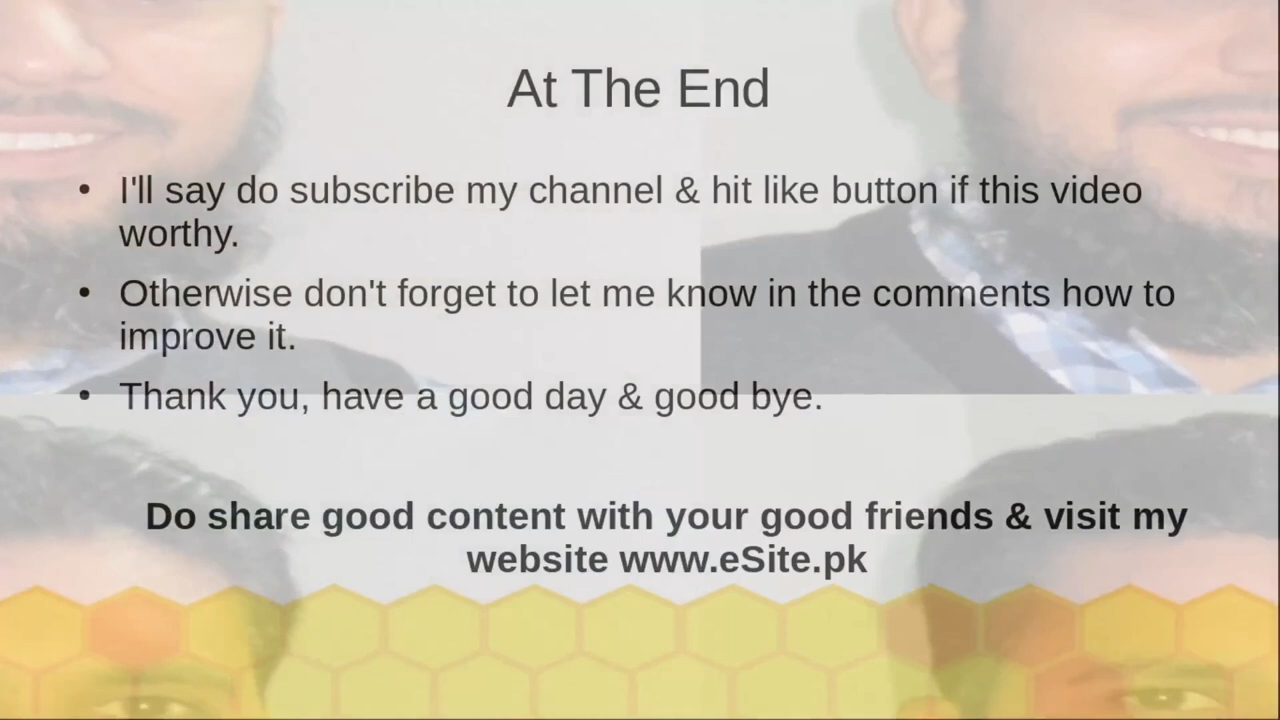 At The End
• I'll say do subscribe my channel & hit like button if this video
worthy.
• Otherwise don't forget to let me know in the comments how to
improve it.
• Thank you, have a good day & good bye.
Do share good content with your good friends & visit my
website www.eSite.pk